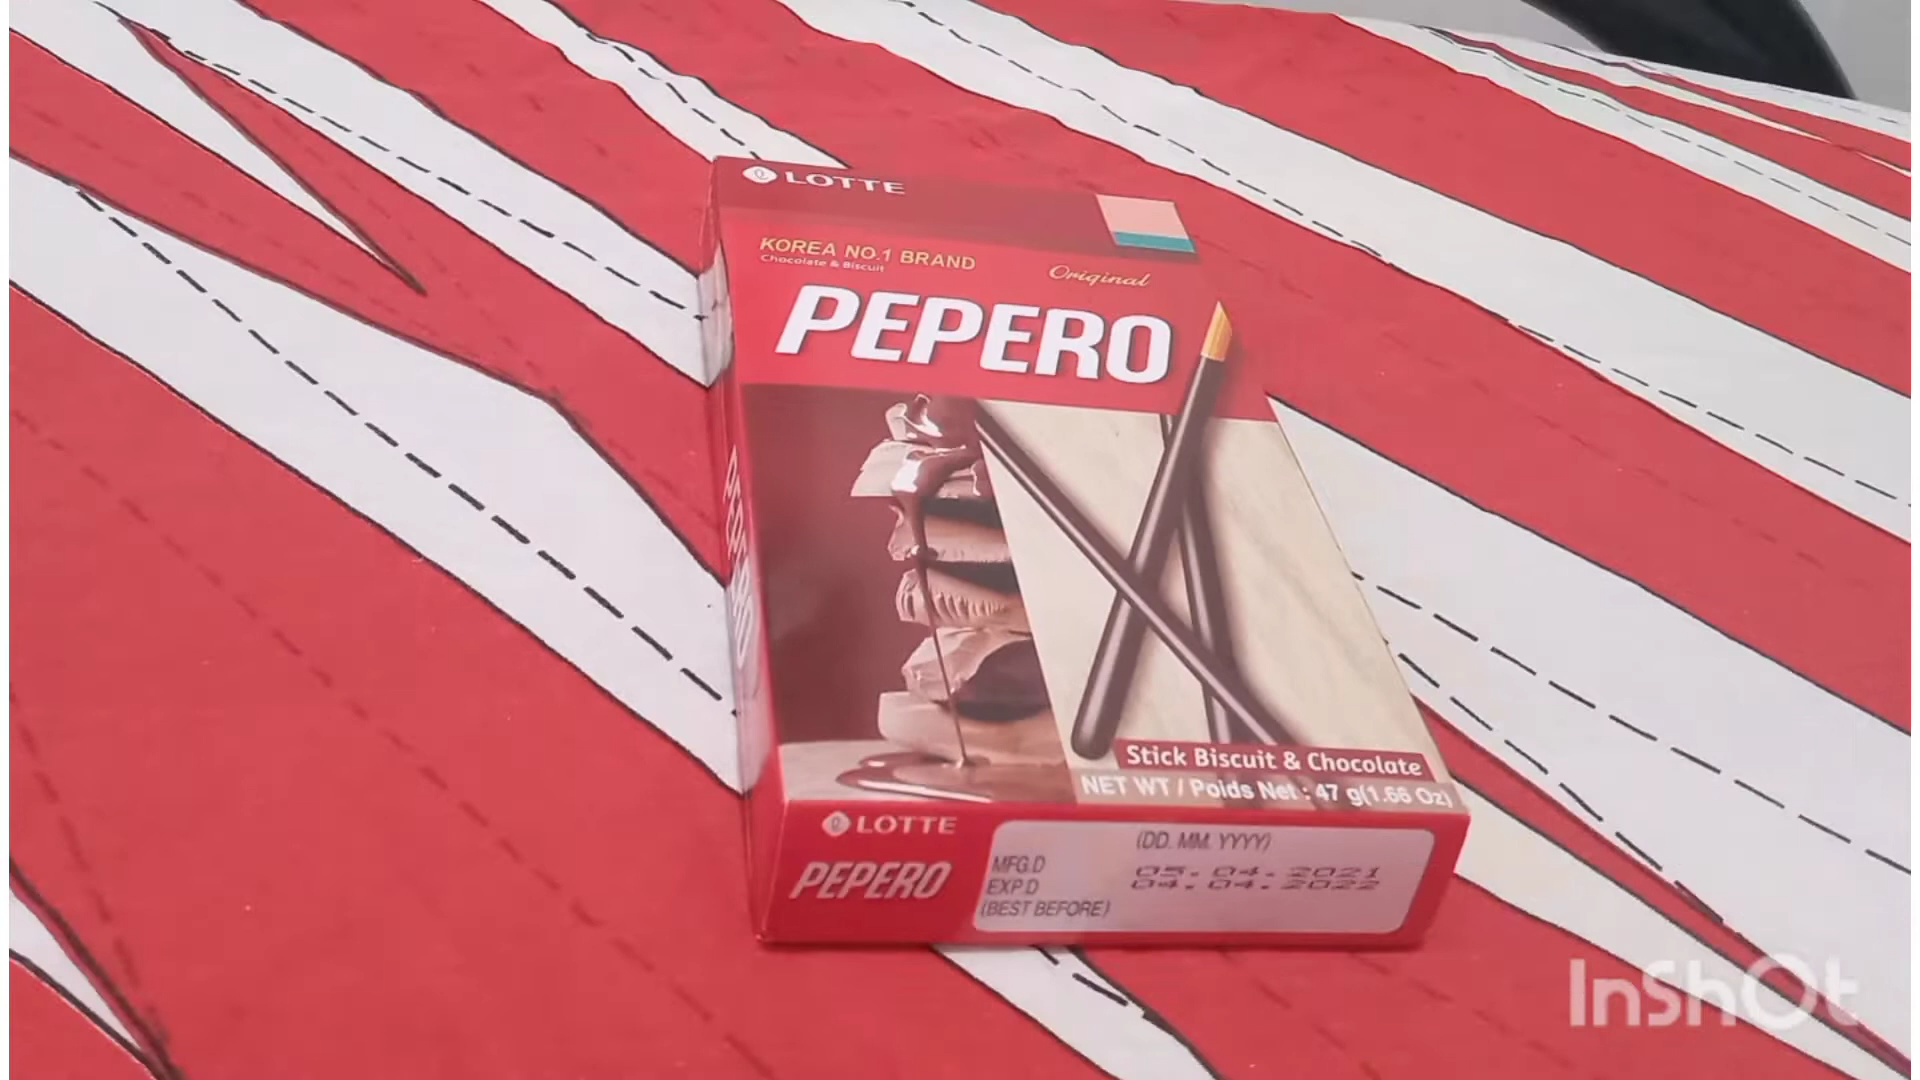 LOTTE
KOREA NO.1 BRAND
Chocolate & Biscuit
Original
PEPERO
Stick Biscuit & Chocolate
NET WT / Poids Net : 47 g(1.66 Oz)
PEPERO
LOTTE
PEPERO
(DD. MM. YYYY)
MFG.D 05.04.2021
EXP.D 04.04.2022
(BEST BEFORE)
InShOt